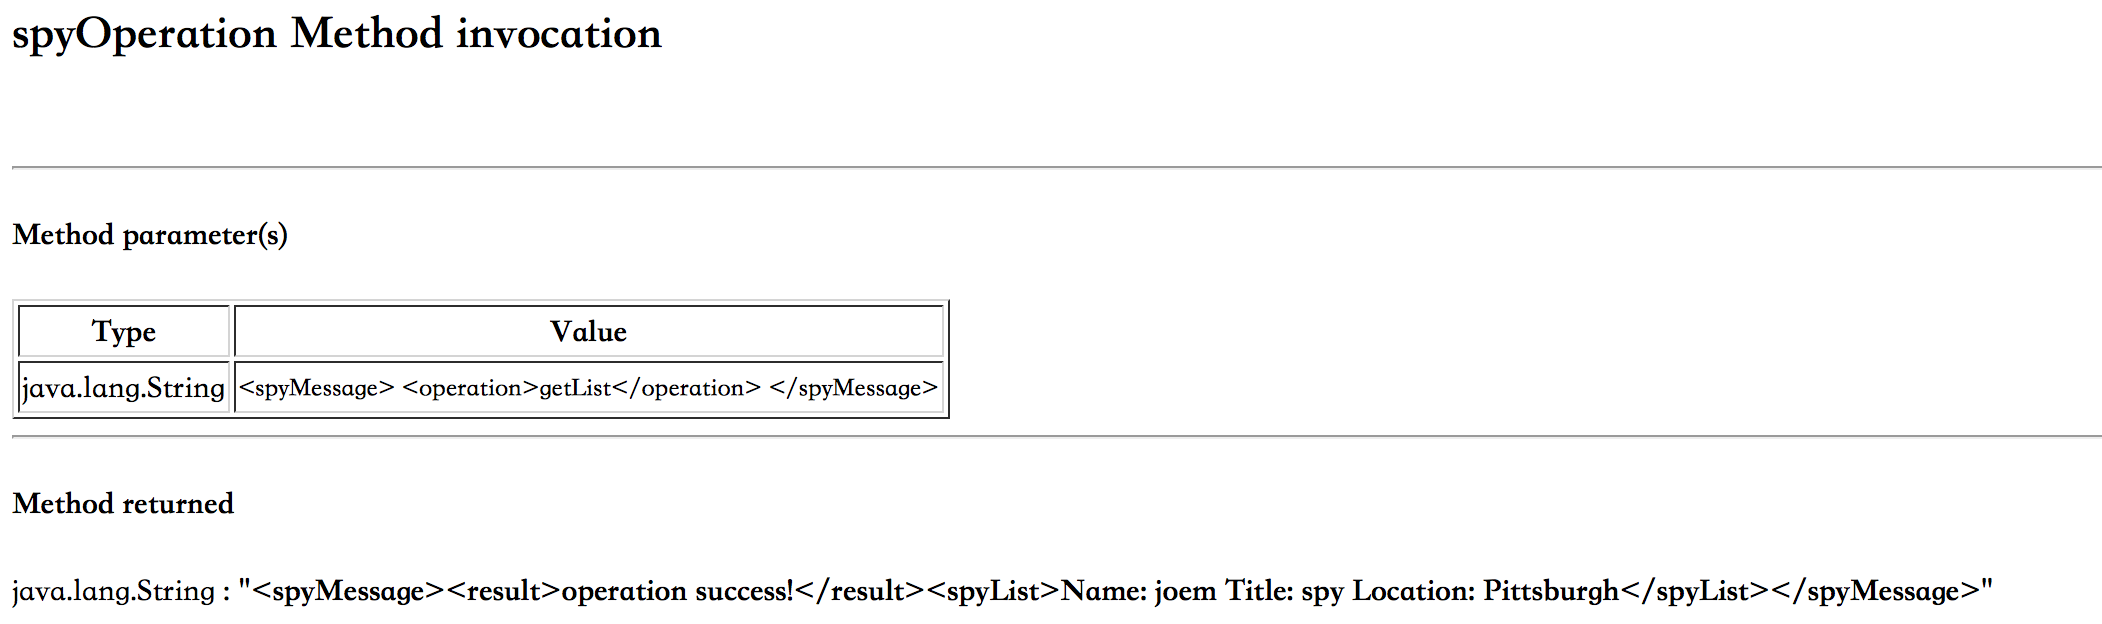 spyOperation Method invocation
Method parameter(s)
Type Value
java.lang.String <spyMessage> <operation>getList</operation> </spyMessage>
Method returned
java.lang.String : "<spyMessage><result>operation success!</result><spyList>Name: joem Title: spy Location: Pittsburgh</spyList></spyMessage>"